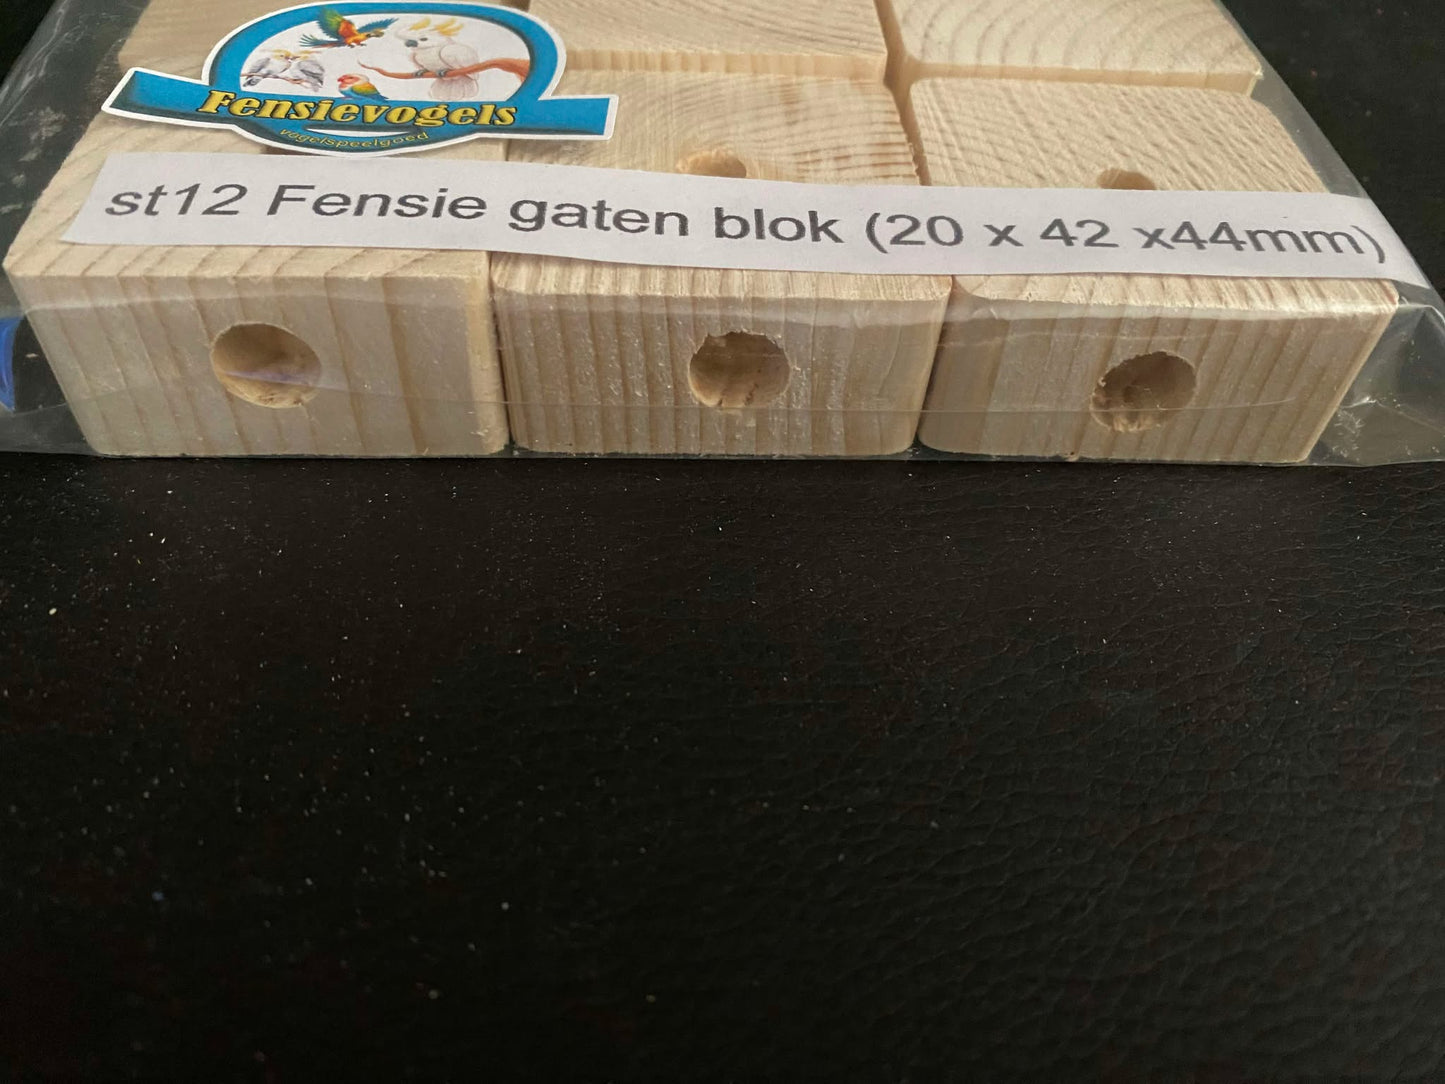 Fensievogels
vogelspeelgoed
st12 Fensie gaten blok (20 x 42 x44mm)